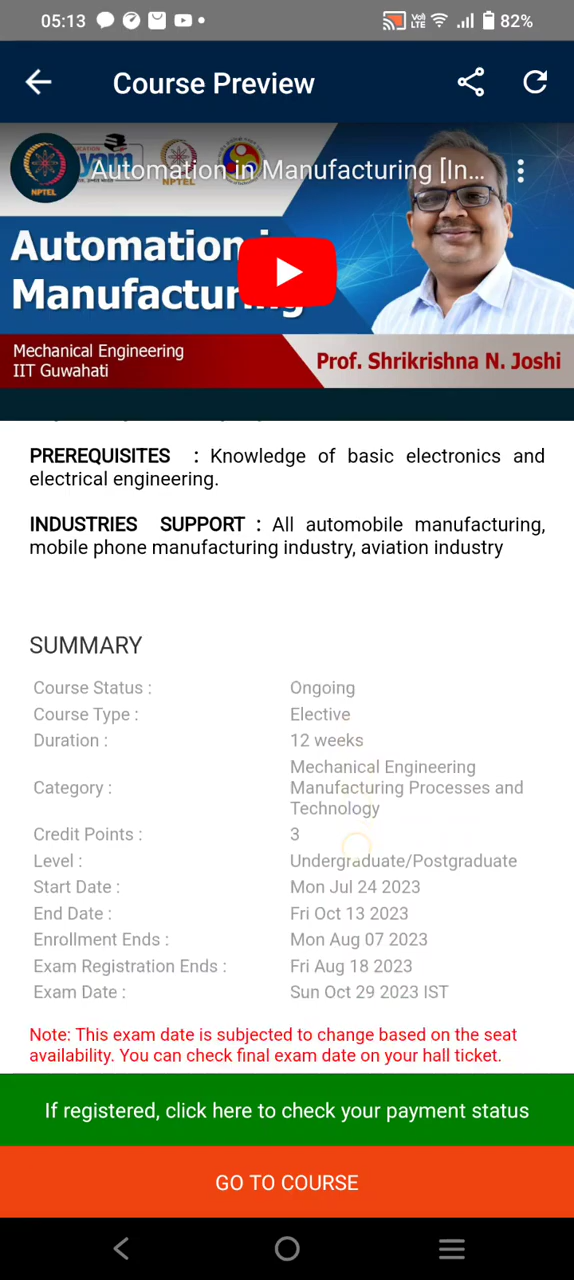 05:13
Vo) LTE
82%
Course Preview
NPTEL
NPTEL
Automation in Manufacturing [In...
Automation
Manufacturing
Mechanical Engineering
IIT Guwahati
Prof. Shrikrishna N. Joshi
PREREQUISITES : Knowledge of basic electronics and
electrical engineering.
INDUSTRIES SUPPORT : All automobile manufacturing,
mobile phone manufacturing industry, aviation industry
SUMMARY
Course Status : Ongoing
Course Type : Elective
Duration : 12 weeks
Category : Mechanical Engineering
Manufacturing Processes and
Technology
Credit Points : 3
Level : Undergraduate/Postgraduate
Start Date : Mon Jul 24 2023
End Date : Fri Oct 13 2023
Enrollment Ends : Mon Aug 07 2023
Exam Registration Ends : Fri Aug 18 2023
Exam Date : Sun Oct 29 2023 IST
Note: This exam date is subjected to change based on the seat
availability. You can check final exam date on your hall ticket.
If registered, click here to check your payment status
GO TO COURSE